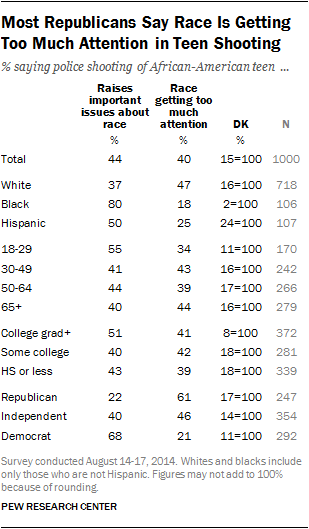 Most Republicans Say Race Is Getting
Too Much Attention in Teen Shooting
% saying police shooting of African-American teen ...
Raises important issues about race Race getting too much attention DK N
% % %
Total 44 40 15=100 1000
White 37 47 16=100 718
Black 80 18 2=100 106
Hispanic 50 25 24=100 107
18-29 55 34 11=100 170
30-49 41 43 16=100 242
50-64 44 39 17=100 266
65+ 40 44 16=100 279
College grad+ 51 41 8=100 372
Some college 40 42 18=100 281
HS or less 43 39 18=100 339
Republican 22 61 17=100 247
Independent 40 46 14=100 354
Democrat 68 21 11=100 292
Survey conducted August 14-17, 2014. Whites and blacks include
only those who are not Hispanic. Figures may not add to 100%
because of rounding.
PEW RESEARCH CENTER